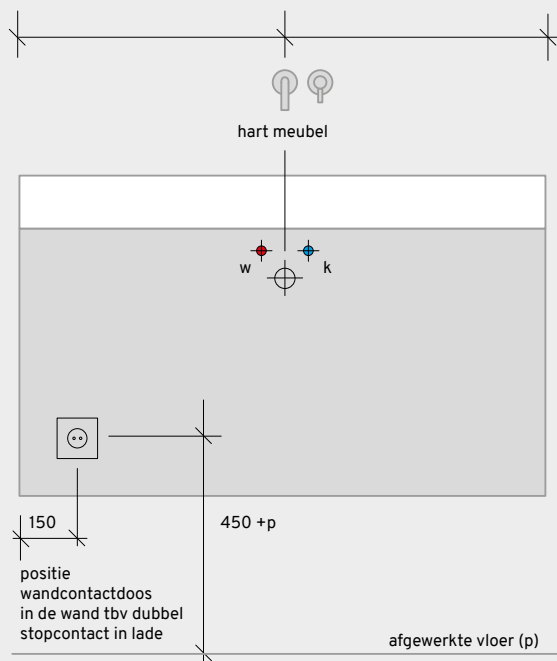 hart meubel
w k
150
450 +p
positie
wandcontactdoos
in de wand tbv dubbel
stopcontact in lade
afgewerkte vloer (p)